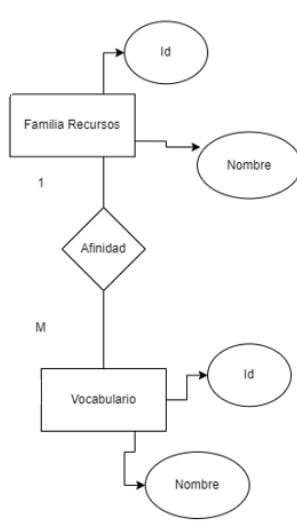 Id
Familia Recursos
Nombre
1
Afinidad
M
Vocabulario
Id
Nombre